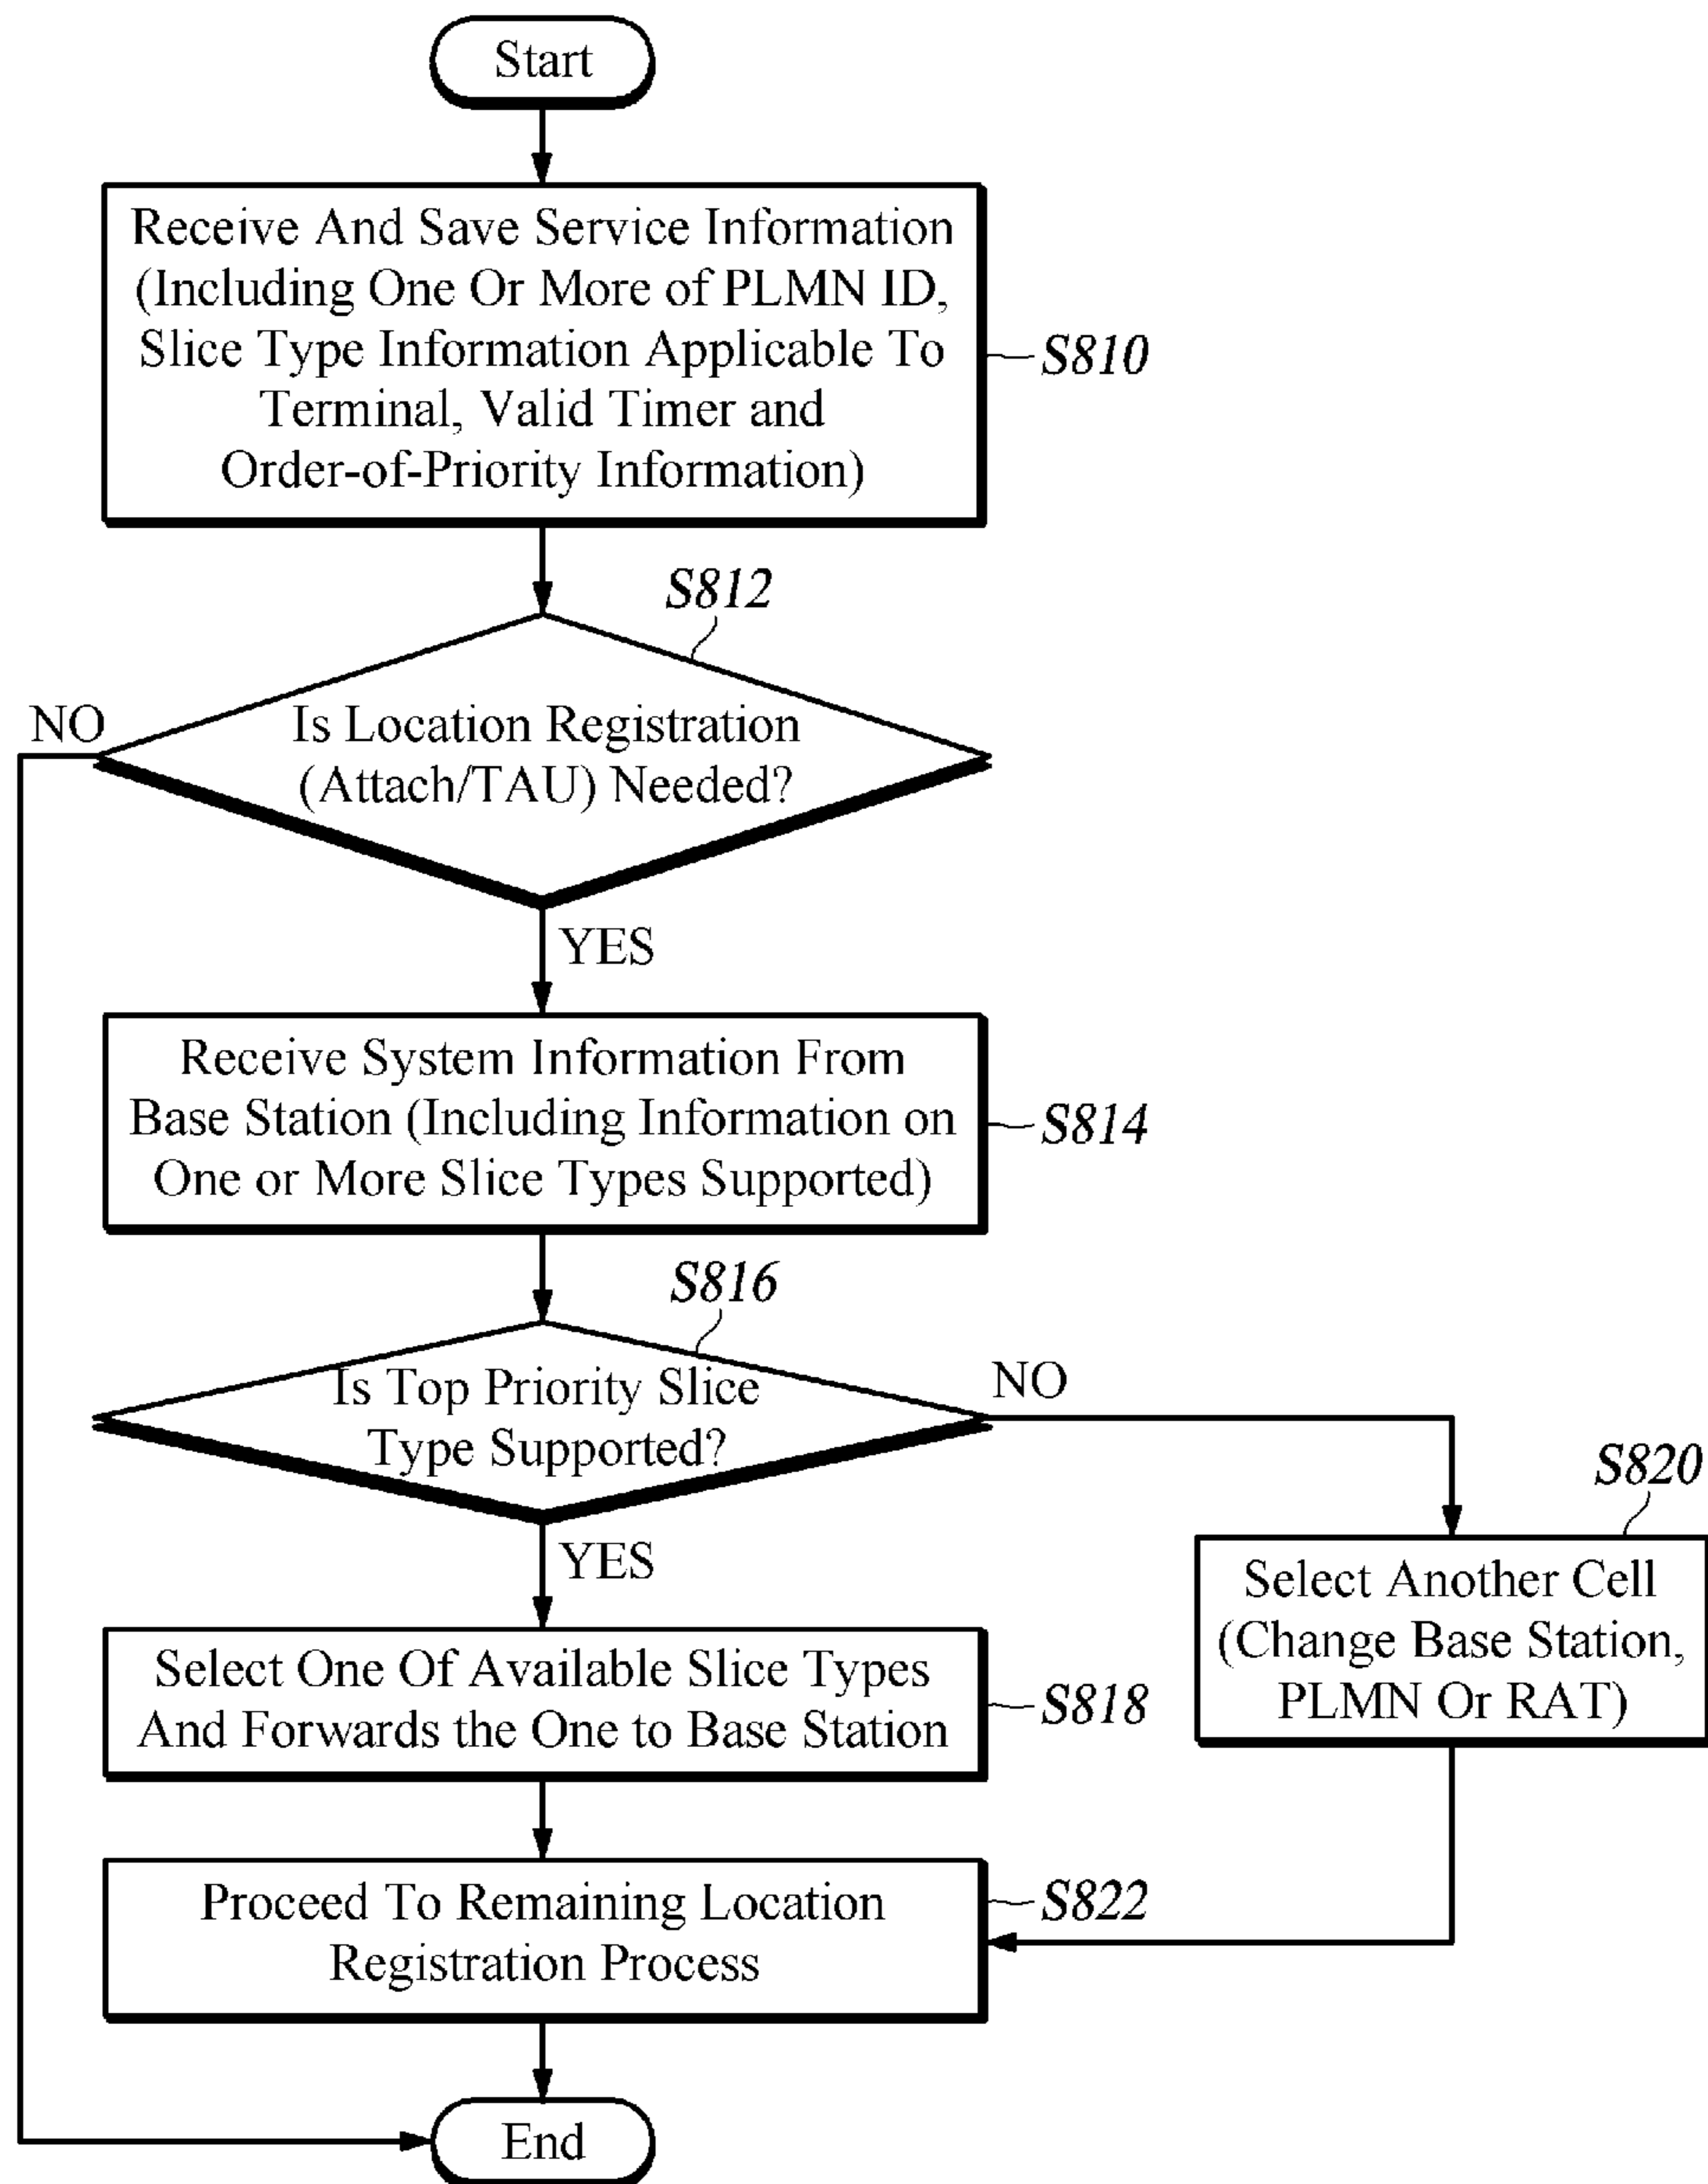 Start
Receive And Save Service Information
(Including One Or More of PLMN ID,
Slice Type Information Applicable To
Terminal, Valid Timer and
Order-of-Priority Information)
S810
S812
NO
Is Location Registration
(Attach/TAU) Needed?
YES
Receive System Information From
Base Station (Including Information on
One or More Slice Types Supported)
S814
S816
Is Top Priority Slice
Type Supported?
NO
YES
S820
Select Another Cell
(Change Base Station,
PLMN Or RAT)
Select One Of Available Slice Types
And Forwards the One to Base Station
S818
Proceed To Remaining Location
Registration Process
S822
End